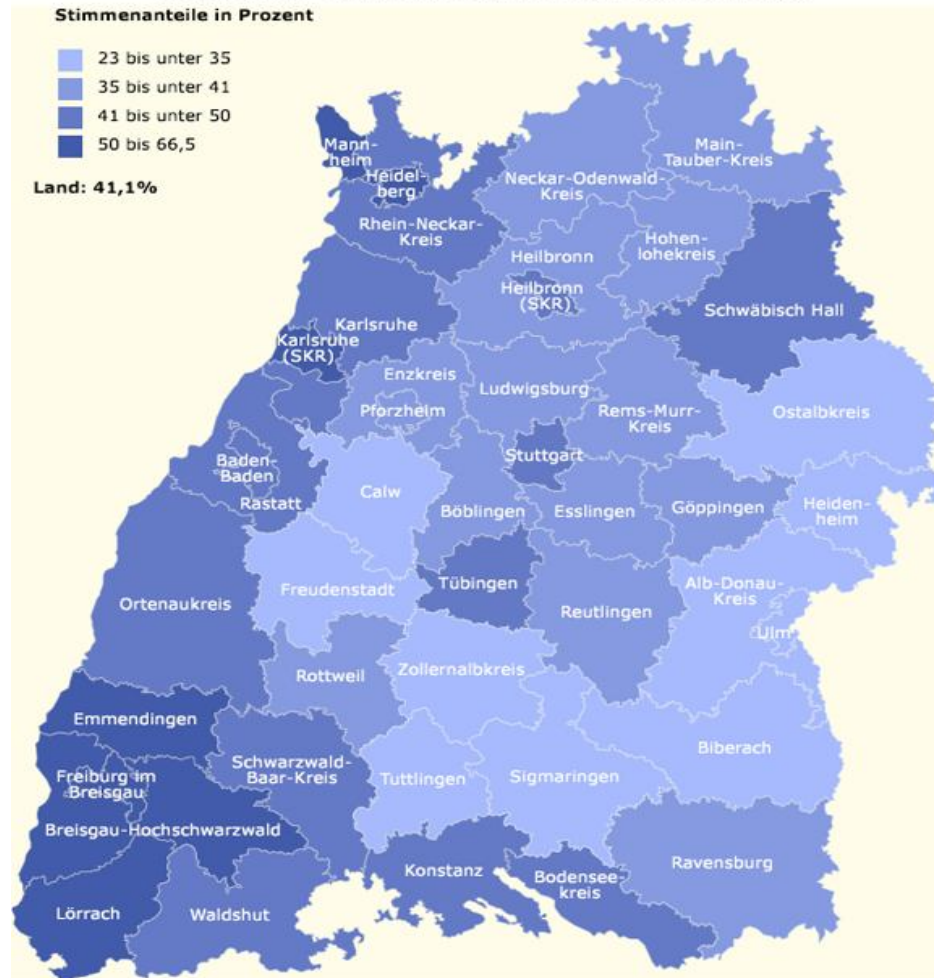 Stimmenanteile in Prozent
23 bis unter 35
35 bis unter 41
41 bis unter 50
50 bis 66,5
Land: 41,1%
Mann-
heim
Heidel-
berg
Rhein-Neckar-
Kreis
Neckar-Odenwald-
Kreis
Main-
Tauber-Kreis
Heilbronn
Hohen-
lohekreis
Heilbronn
(SKR)
Schwäbisch Hall
Karlsruhe
Karlsruhe
(SKR)
Enzkreis
Pforzheim
Ludwigsburg
Rems-Murr-
Kreis
Ostalbkreis
Baden-
Baden
Rastatt
Calw
Stuttgart
Böblingen
Esslingen
Göppingen
Heiden-
heim
Ortenaukreis
Freudenstadt
Tübingen
Reutlingen
Alb-Donau-
Kreis
Ulm
Rottweil
Zollernalbkreis
Emmendingen
Schwarzwald-
Baar-Kreis
Tuttlingen
Sigmaringen
Biberach
Freiburg im
Breisgau
Breisgau-Hochschwarzwald
Lörrach
Waldshut
Konstanz
Bodensee-
kreis
Ravensburg